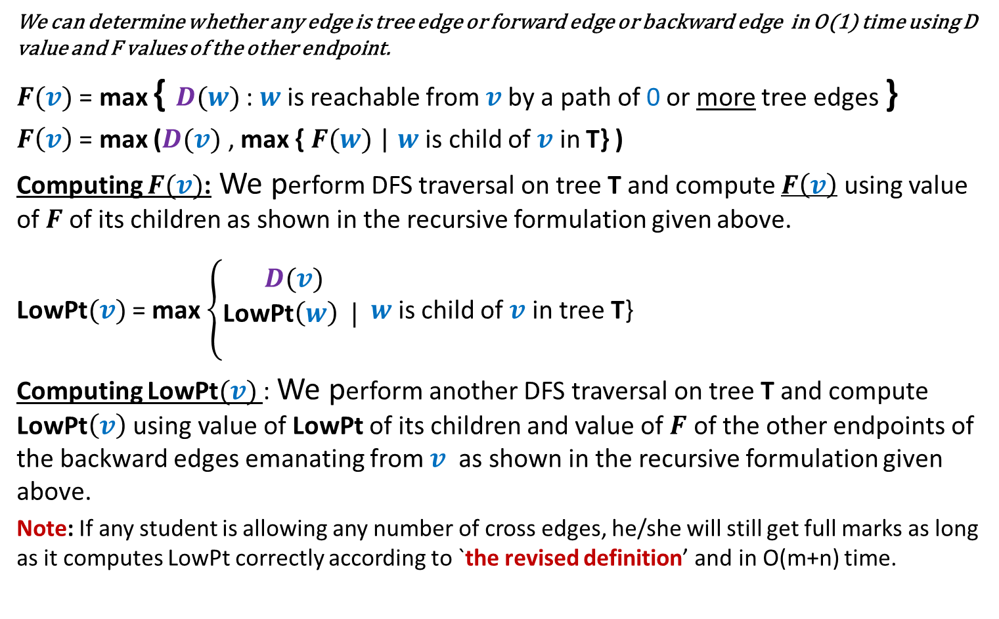 We can determine whether any edge is tree edge or forward edge or backward edge in O(1) time using D
value and F values of the other endpoint.
F(v) = max { D(w) : w is reachable from v by a path of 0 or more tree edges }
F(v) = max (D(v) , max { F(w) | w is child of v in T} )
Computing F(v): We perform DFS traversal on tree T and compute F(v) using value
of F of its children as shown in the recursive formulation given above.
D(v)
LowPt(v) = max { LowPt(w) | w is child of v in tree T}
Computing LowPt(v) : We perform another DFS traversal on tree T and compute
LowPt(v) using value of LowPt of its children and value of F of the other endpoints of
the backward edges emanating from v as shown in the recursive formulation given
above.
Note: If any student is allowing any number of cross edges, he/she will still get full marks as long
as it computes LowPt correctly according to `the revised definition’ and in O(m+n) time.